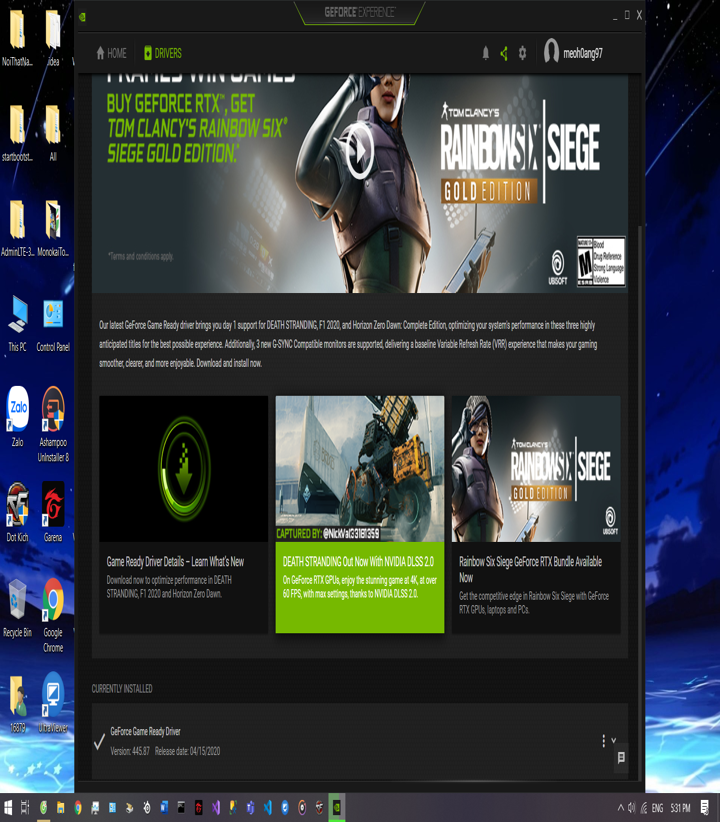 GEFORCE EXPERIENCE
HOME
DRIVERS
meoh0ang97
FRAMES WIN GAMES
BUY GEFORCE RTX™, GET
TOM CLANCY'S RAINBOW SIX®
SIEGE GOLD EDITION.*
*Terms and conditions apply.
TOM CLANCY'S
RAINBOW SIX | SIEGE
GOLD EDITION
UBISOFT
MATURE 17+
M
ESRB
Blood
Drug Reference
Strong Language
Violence
Our latest GeForce Game Ready driver brings you day 1 support for DEATH STRANDING, F1 2020, and Horizon Zero Dawn: Complete Edition, optimizing your system's performance in these three highly
anticipated titles for the best possible experience. Additionally, 3 new G-SYNC Compatible monitors are supported, delivering a baseline Variable Refresh Rate (VRR) experience that makes your gaming
smoother, clearer, and more enjoyable. Download and install now.
CAPTURED BY: @NickWal33181359
TOM CLANCY'S
RAINBOW SIX | SIEGE
GOLD EDITION
UBISOFT
Game Ready Driver Details – Learn What's New
Download now to optimize performance in DEATH
STRANDING, F1 2020 and Horizon Zero Dawn.
DEATH STRANDING Out Now With NVIDIA DLSS 2.0
On GeForce RTX GPUs, enjoy the stunning game at 4K, at over
60 FPS, with max settings, thanks to NVIDIA DLSS 2.0.
Rainbow Six Siege GeForce RTX Bundle Available
Now
Get the competitive edge in Rainbow Six Siege with GeForce
RTX GPUs, laptops and PCs.
CURRENTLY INSTALLED
GeForce Game Ready Driver
Version: 445.87 Release date: 04/15/2020
NoiThatNa...
idea
startbootst...
All
AdminLTE-3...
MonokaiTo...
This PC
Control Panel
Zalo
Zalo
Ashampoo
UnInstaller 8
Dot Kich
Garena
Recycle Bin
Google
Chrome
16879
UltraViewer
ENG
5:31 PM